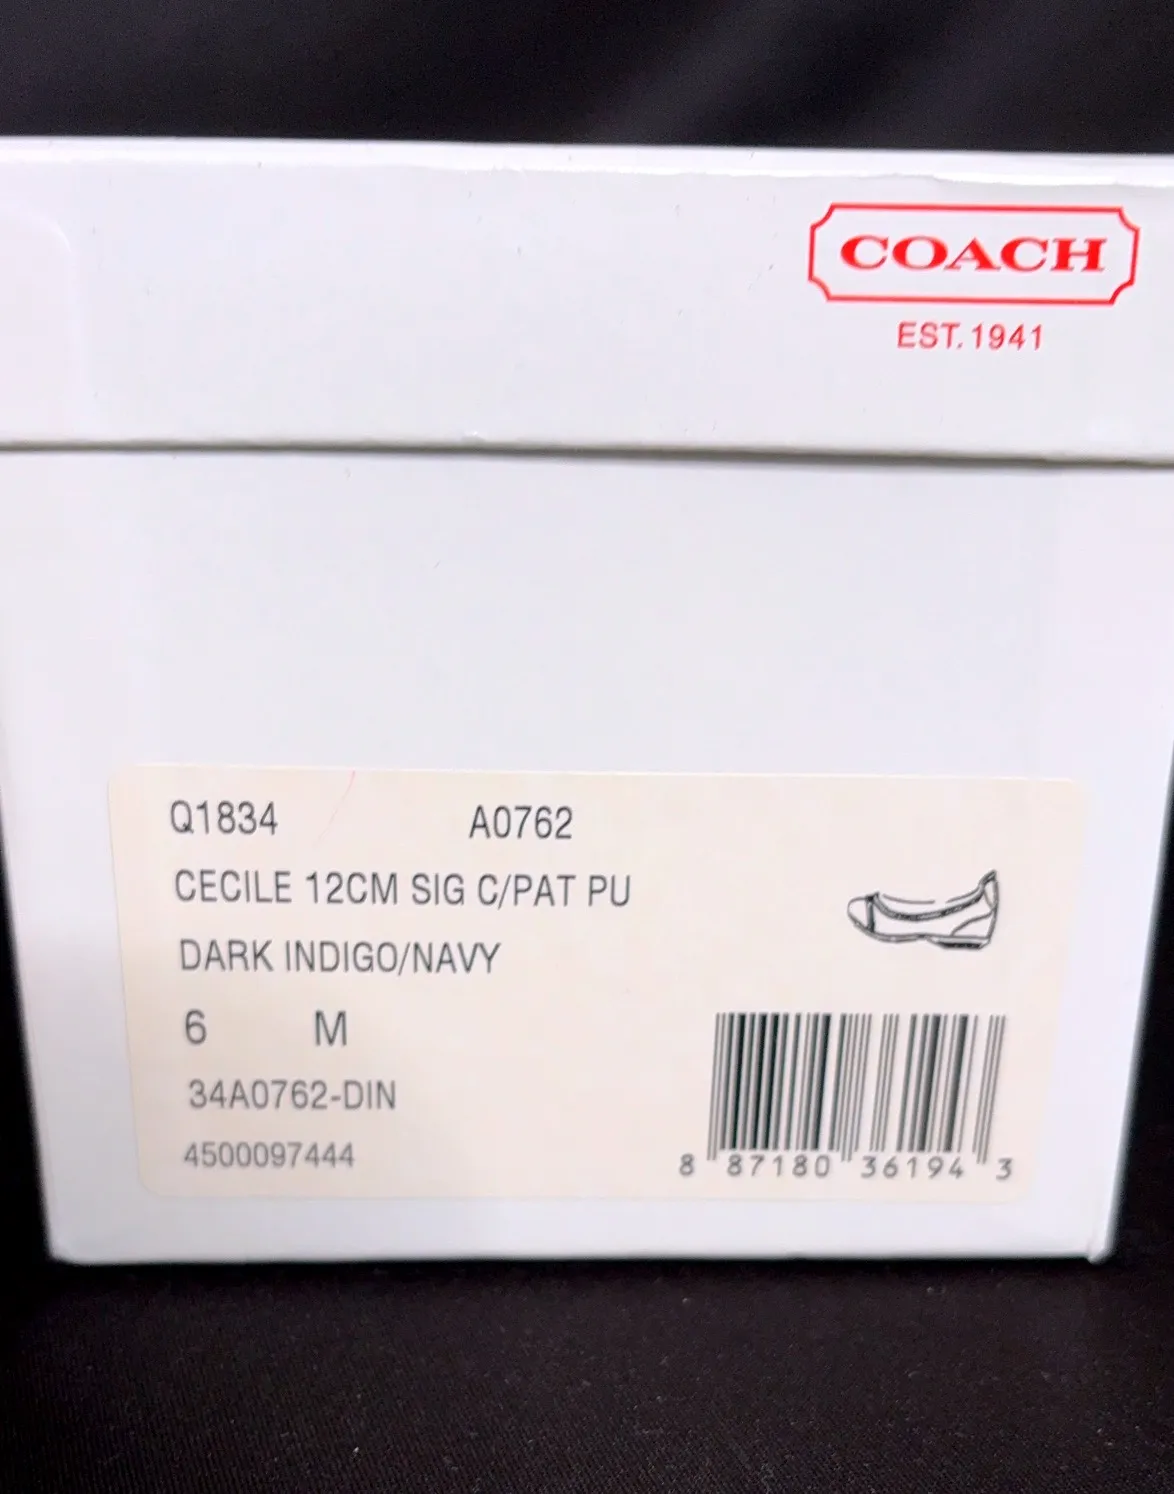 COACH
EST. 1941
Q1834 A0762
CECILE 12CM SIG C/PAT PU
DARK INDIGO/NAVY
6 M
34A0762-DIN
4500097444
8 87180 36194 3